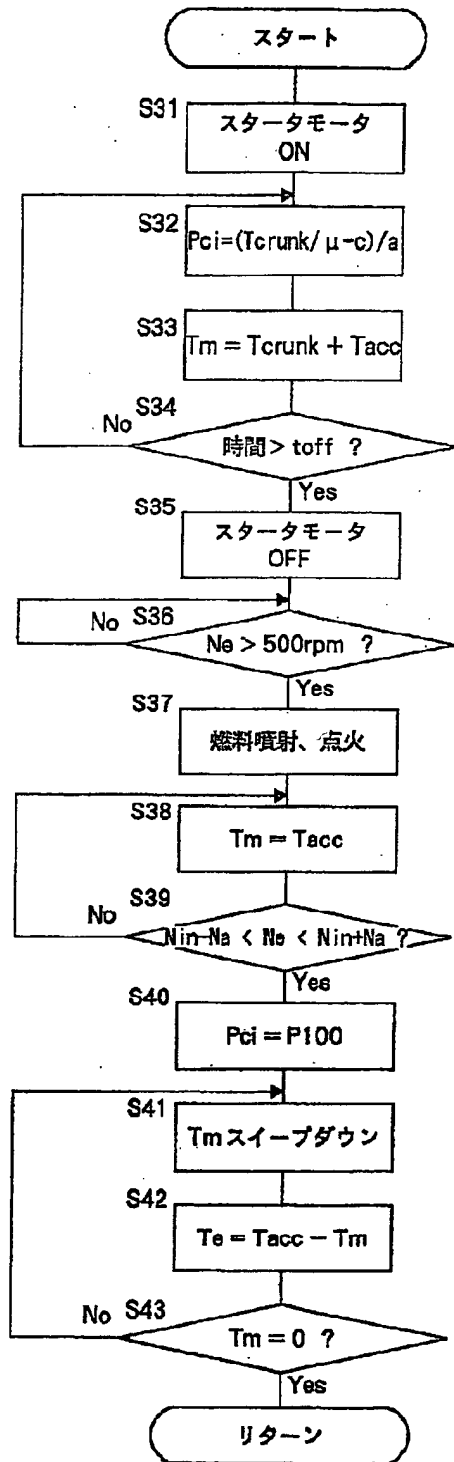 スタート
S31
スタータモータ
ON
S32
Pci=(Tcrunk/μ-c)/a
S33
Tm = Tcrunk + Tacc
No S34
時間> toff ?
Yes
S35
スタータモータ
OFF
No S36
Ne > 500rpm ?
Yes
S37
燃料噴射、点火
S38
Tm = Tacc
S39
No
Nin-Na < Ne < Nin+Na ?
Yes
S40
Pci = P100
S41
Tmスイープダウン
S42
Te = Tacc - Tm
No S43
Tm = 0 ?
Yes
リターン